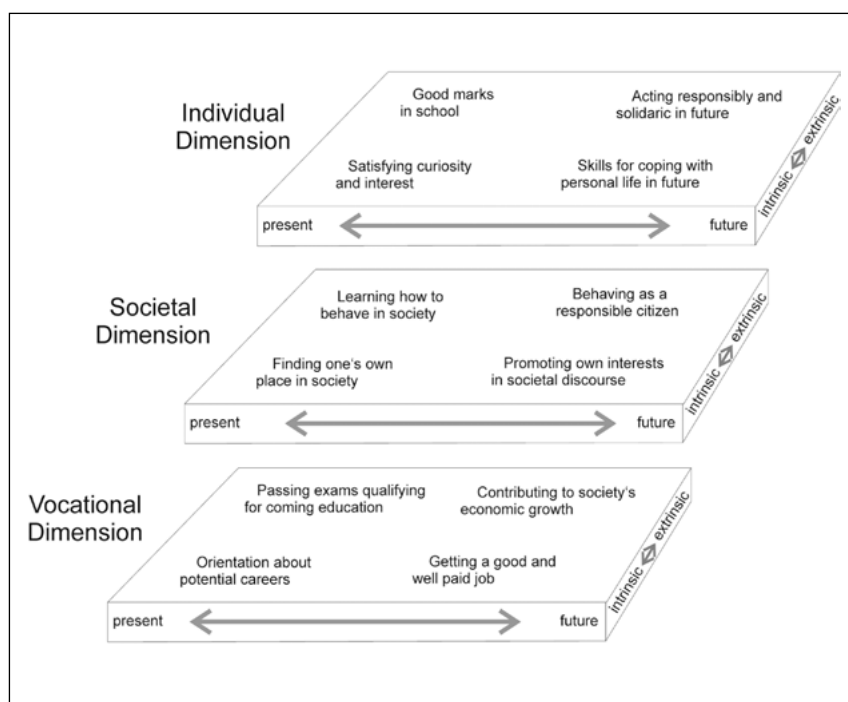 Individual
Dimension
Good marks
in school
Acting responsibly and
solidaric in future
Satisfying curiosity
and interest
Skills for coping with
personal life in future
present
future
intrinsic
extrinsic
Societal
Dimension
Learning how to
behave in society
Behaving as a
responsible citizen
Finding one's own
place in society
Promoting own interests
in societal discourse
present
future
intrinsic
extrinsic
Vocational
Dimension
Passing exams qualifying
for coming education
Contributing to society's
economic growth
Orientation about
potential careers
Getting a good and
well paid job
present
future
intrinsic
extrinsic